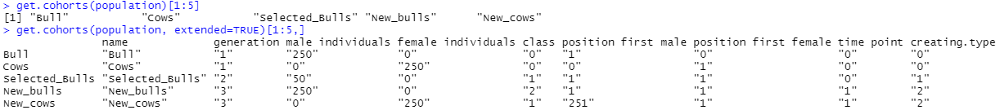 > get.cohorts(population)[1:5]
[1] "Bull" "Cows" "Selected_Bulls" "New_bulls" "New_cows"
> get.cohorts(population, extended=TRUE)[1:5,]
name generation male individuals female individuals class position first male position first female time point creating.type
Bull "Bull" "1" "250" "0" "0" "1" "0" "0" "0"
Cows "Cows" "1" "0" "250" "0" "0" "1" "0" "0"
Selected_Bulls "Selected_Bulls" "2" "50" "0" "1" "1" "1" "0" "1"
New_bulls "New_bulls" "3" "250" "0" "2" "1" "1" "1" "2"
New_cows "New_cows" "3" "0" "250" "1" "251" "1" "1" "2"